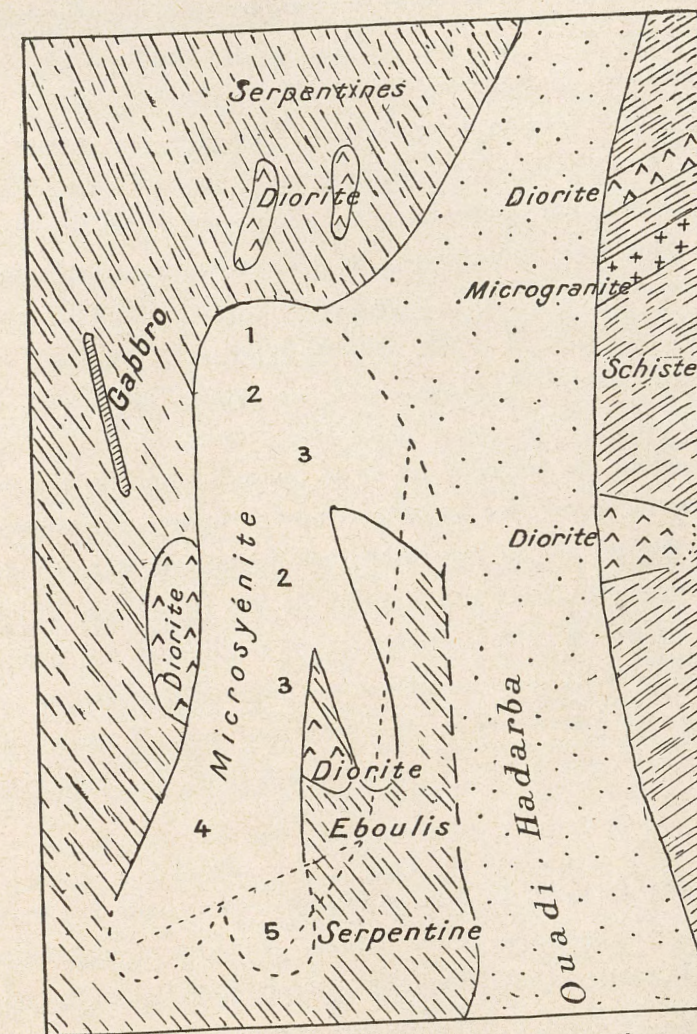 Serpentines
Diorite
Diorite
Microgranite
Gabbro
1
Schiste
2
3
Microsyénite
Diorite
2
Diorite
3
Diorite
Ouadi Hadarba
4
Eboulis
5
Serpentine